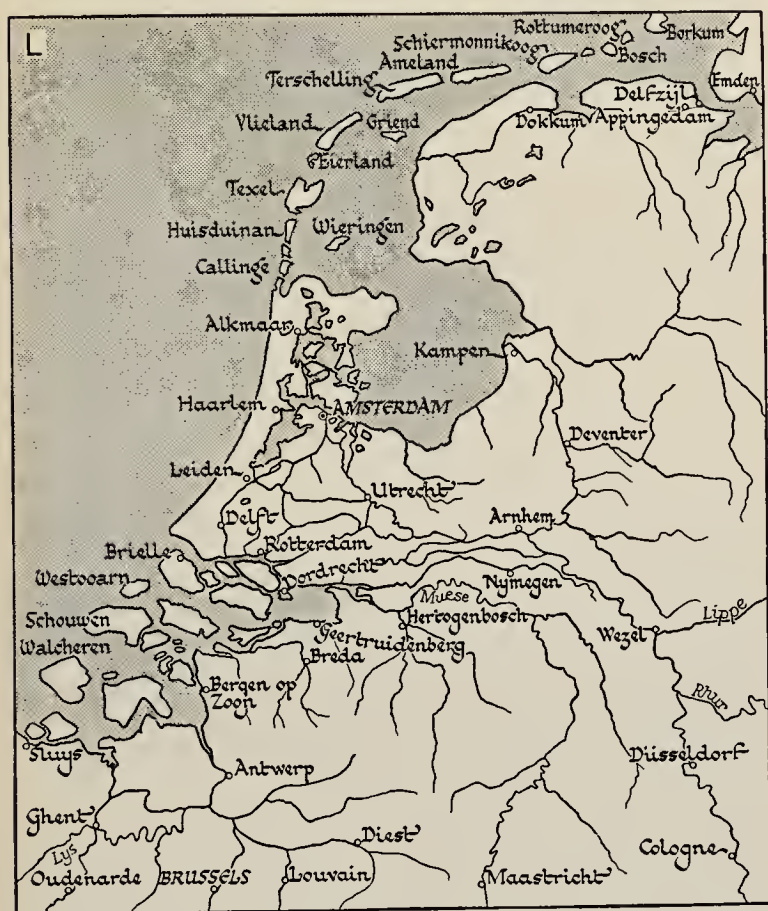 L
Rottumeroog
Borkum
Schiermonnikoog
Bosch
Ameland
Terschelling
Emden
Delfzijl
Vlieland
Griend
Dokkum
Appingedam
Eierland
Texel
Huisduinan
Wieringen
Callinge
Alkmaar
Kampen
Haarlem
AMSTERDAM
Deventer
Leiden
Utrecht
Delft
Arnhem
Brielle
Rotterdam
Westooarn
Dordrecht
Nymegen
Muese
Lippe
Schouwen
Hertogenbosch
Wezel
Walcheren
Geertruidenberg
Breda
Bergen op
Zoon
Rhur
Sluys
Antwerp
Düsseldorf
Ghent
Diest
Lys
Cologne
Oudenarde
BRUSSELS
Louvain
Maastricht